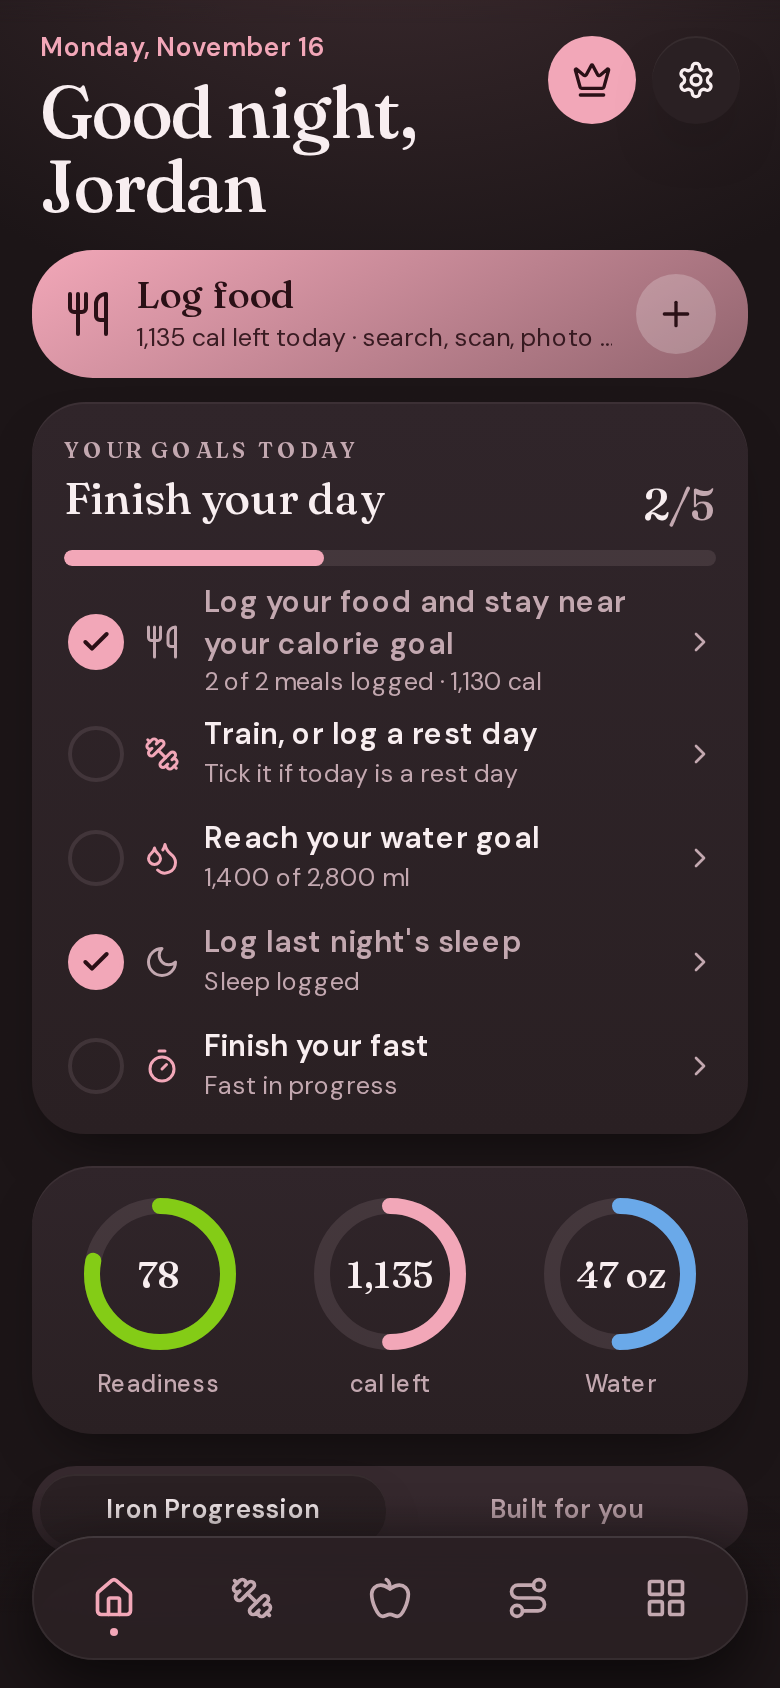 Monday, November 16
Good night,
Jordan
Log food
1,135 cal left today · search, scan, photo ...
YOUR GOALS TODAY
Finish your day
2/5
Log your food and stay near
your calorie goal
2 of 2 meals logged · 1,130 cal
Train, or log a rest day
Tick it if today is a rest day
Reach your water goal
1,400 of 2,800 ml
Log last night's sleep
Sleep logged
Finish your fast
Fast in progress
78
1,135
47 oz
Readiness
cal left
Water
Iron Progression
Built for you